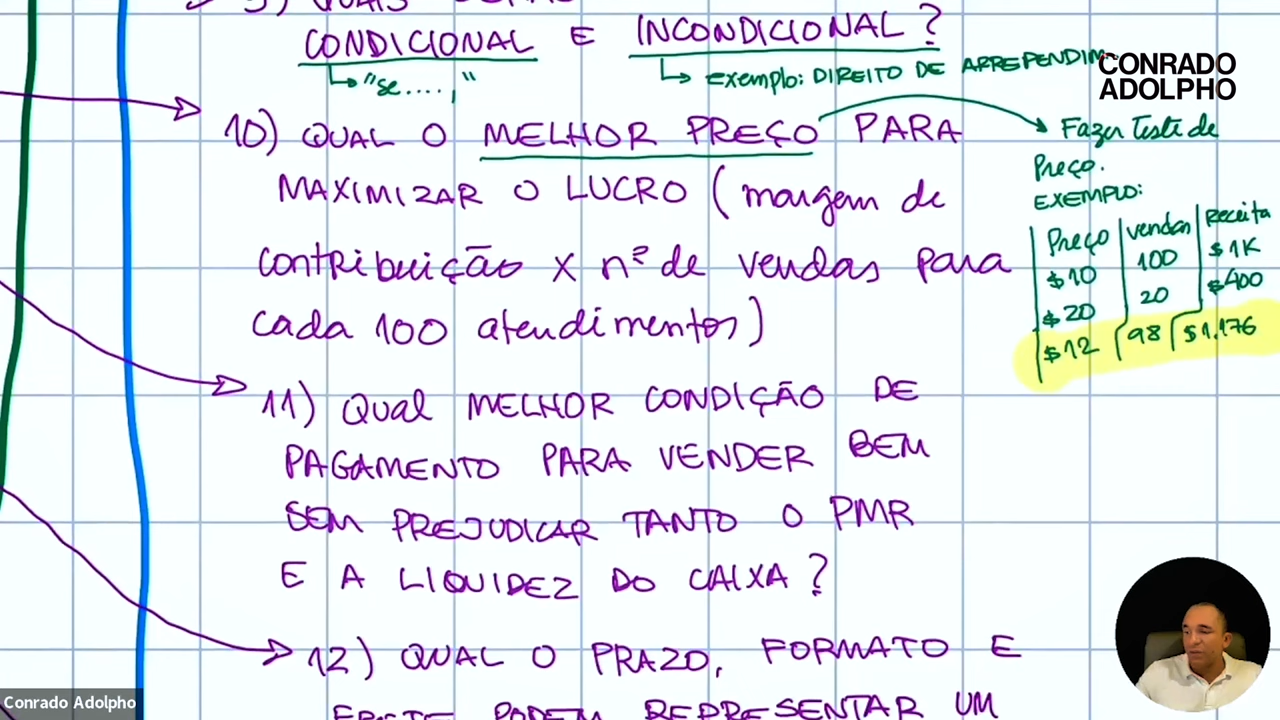 CONDICIONAL E INCONDICIONAL?
"se....,"
exemplo: DIREITO DE ARREPENDIM
CONRADO
ADOLPHO
10) QUAL O MELHOR PREÇO PARA
MAXIMIZAR O LUCRO (margem de
contribuição X nº de vendas para
cada 100 atendimentos)
Fazer Teste de
Preço.
EXEMPLO:
Preço vendas Receita
$10 100 $1K
$20 20 $400
$12 98 $1.176
11) QUAL MELHOR CONDIÇÃO DE
PAGAMENTO PARA VENDER BEM
SEM PREJUDICAR TANTO O PMR
E A LIQUIDEZ DO CAIXA?
12) QUAL O PRAZO, FORMATO E
PODEM REPRESENTAR UM
Conrado Adolpho